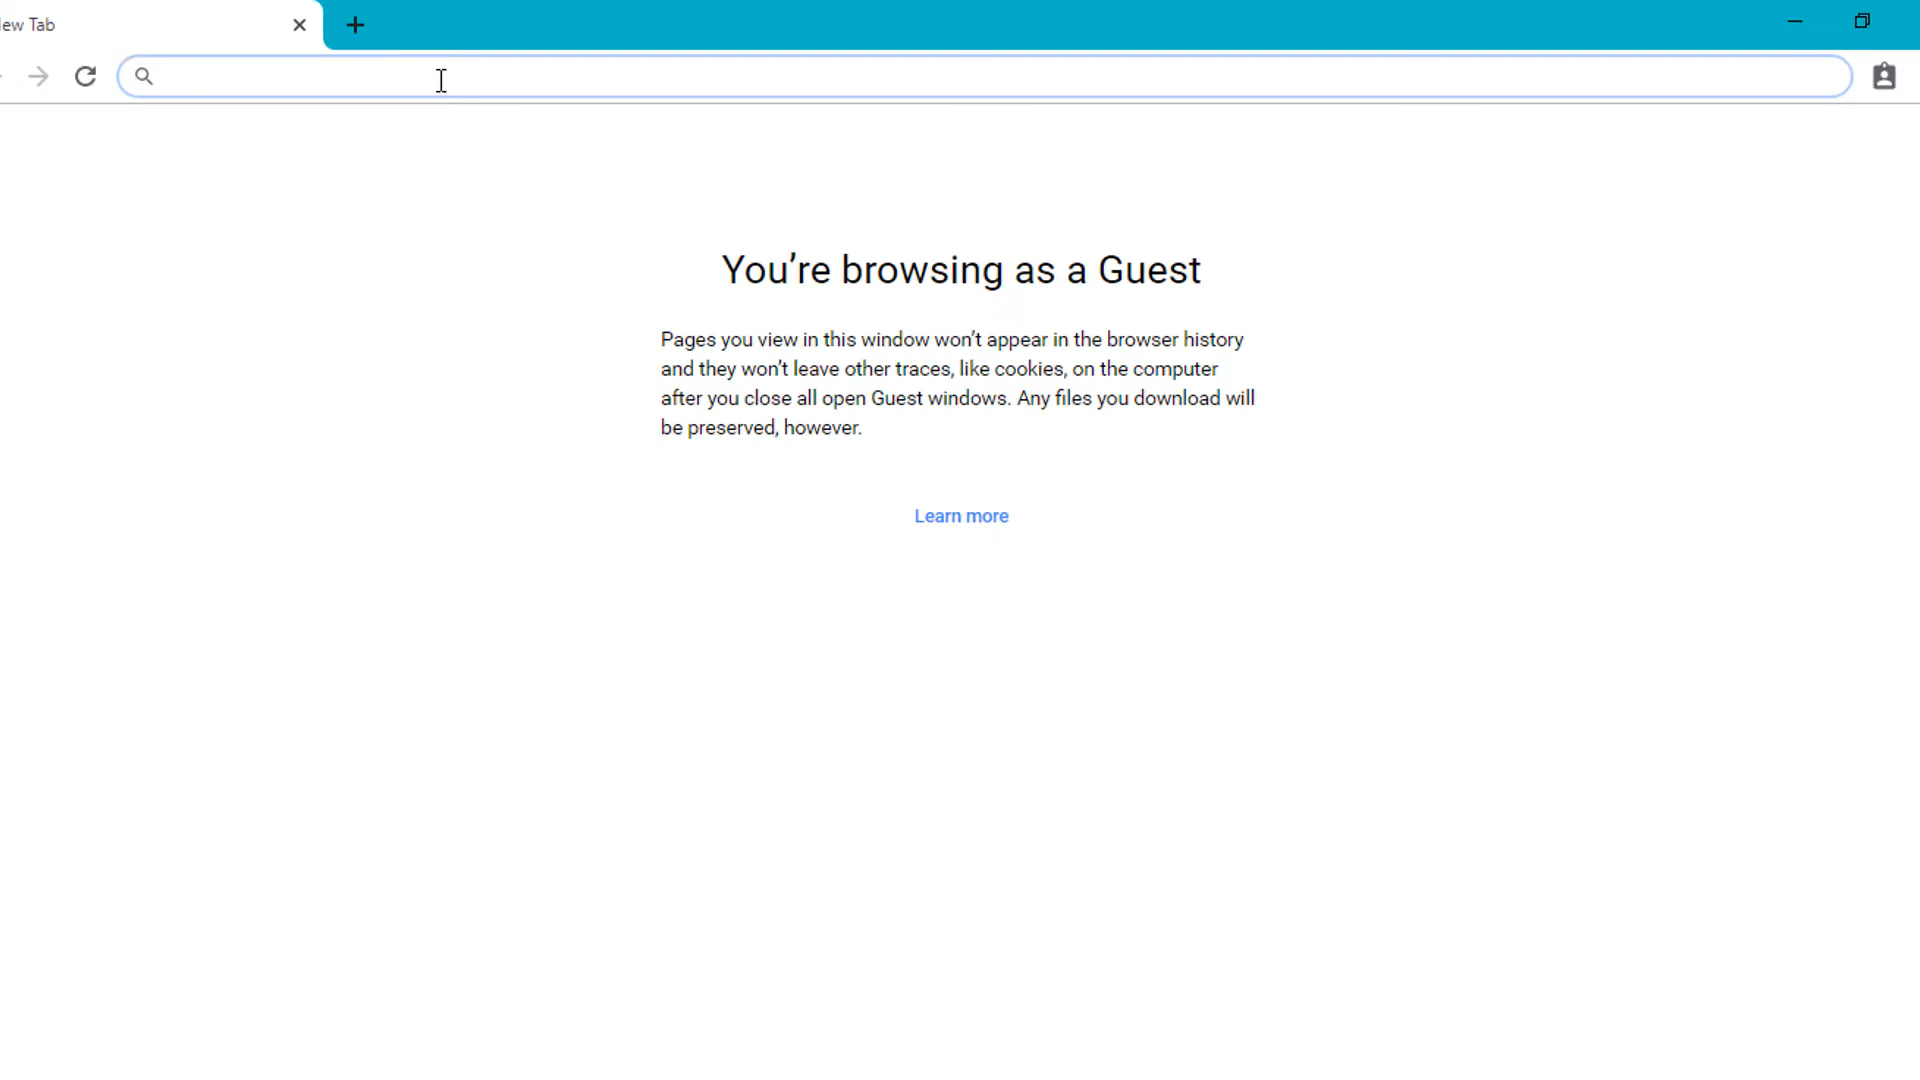 ew Tab
You’re browsing as a Guest
Pages you view in this window won’t appear in the browser history
and they won’t leave other traces, like cookies, on the computer
after you close all open Guest windows. Any files you download will
be preserved, however.
Learn more